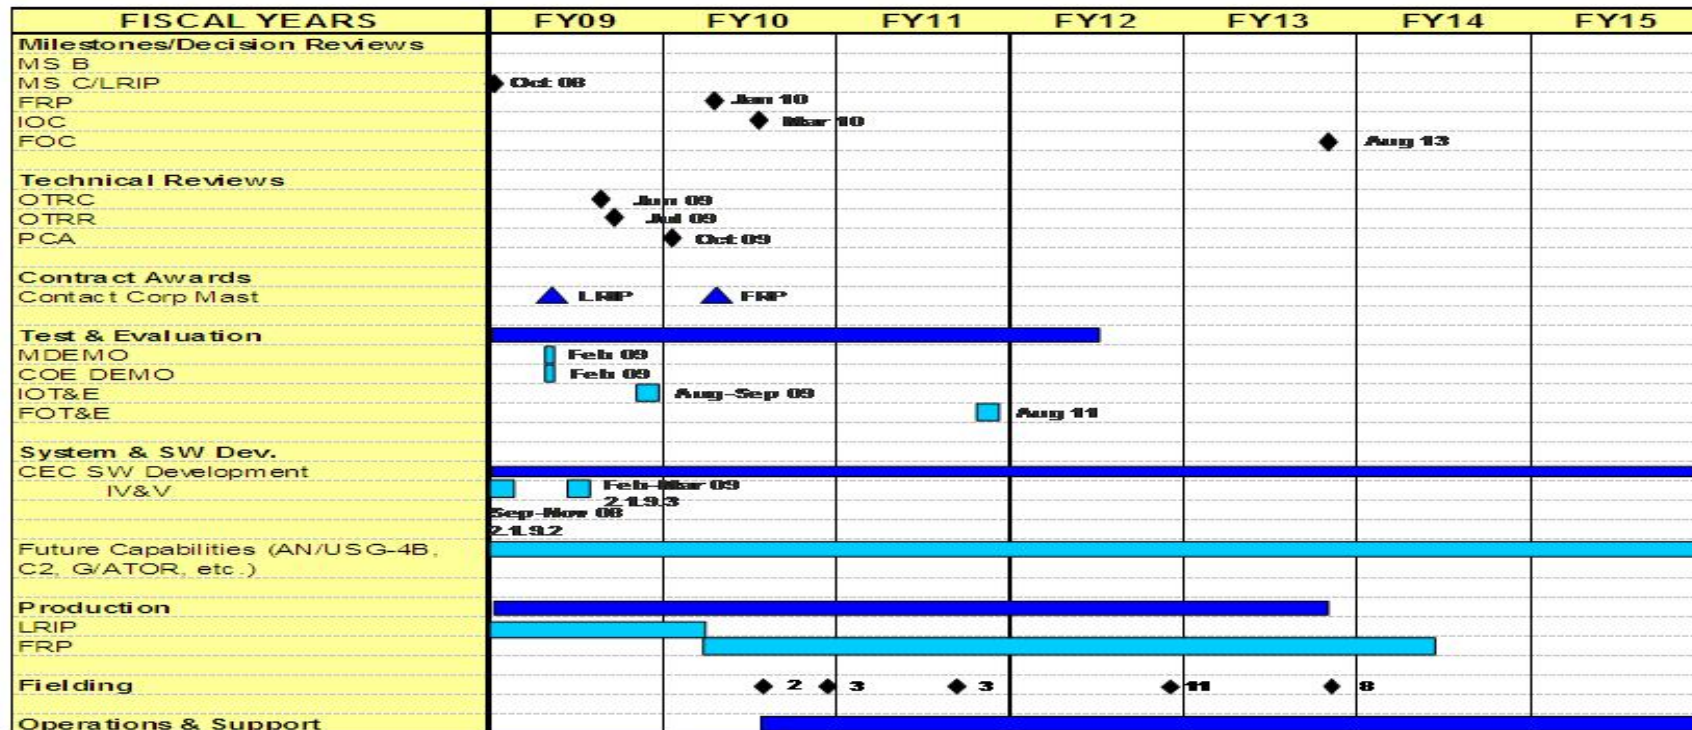 FISCAL YEARS FY09 FY10 FY11 FY12 FY13 FY14 FY15
Milestones/Decision Reviews
MS B
MS C/LRIP Oct 08
FRP Jan 10
IOC Mar 10
FOC Aug 13
Technical Reviews
OTRC Jun 09
OTRR Jul 09
PCA Oct 09
Contract Awards
Contact Corp Mast LRIP FRP
Test & Evaluation
MDEMO Feb 09
COE DEMO Feb 09
IOT&E Aug-Sep 09
FOT&E Aug 11
System & SW Dev.
CEC SW Development
IV&V Feb-Mar 09
2.1.9.3
Sep-Nov 08
2.1.9.2
Future Capabilities (AN/USG-4B,
C2, G/ATOR, etc.)
Production
LRIP
FRP
Fielding 2 3 3 11 8
Operations & Support